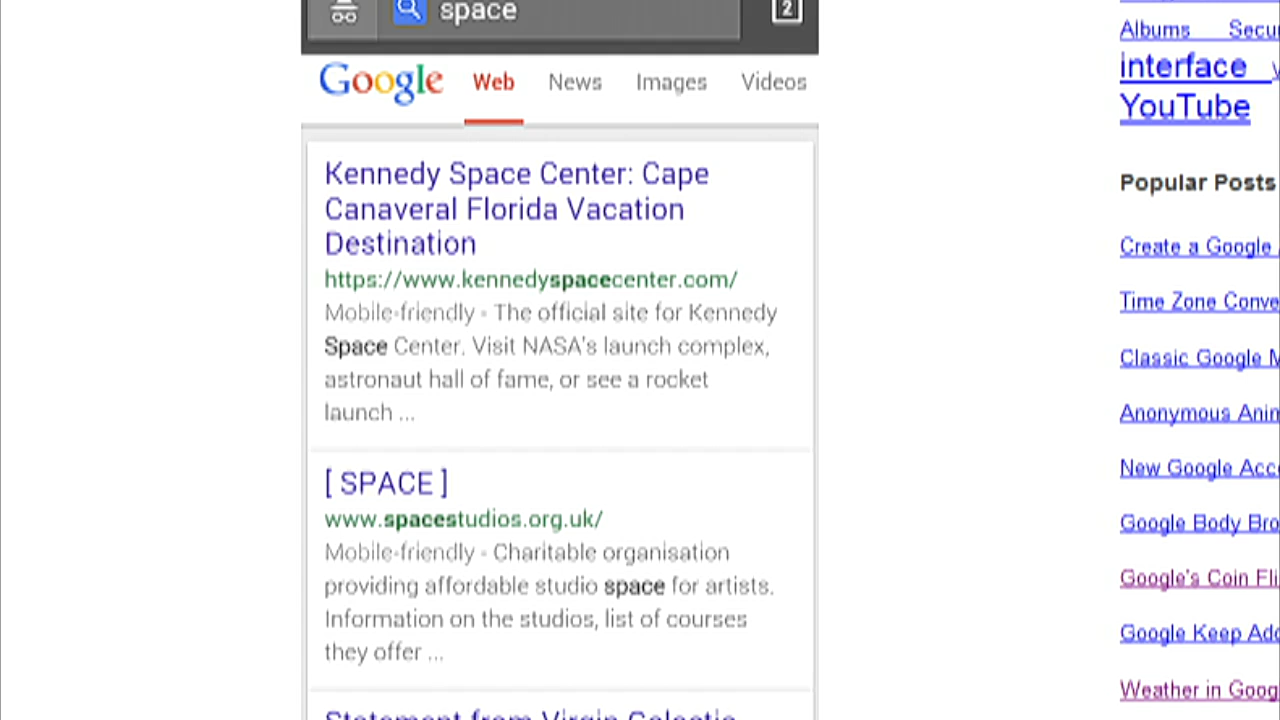 space
2
Google Web News Images Videos
Kennedy Space Center: Cape
Canaveral Florida Vacation
Destination
https://www.kennedyspacecenter.com/
Mobile-friendly · The official site for Kennedy
Space Center. Visit NASA's launch complex,
astronaut hall of fame, or see a rocket
launch ...
[ SPACE ]
www.spacestudios.org.uk/
Mobile-friendly · Charitable organisation
providing affordable studio space for artists.
Information on the studios, list of courses
they offer ...
Statement from Virgin Galactic
Albums Secu
interface
YouTube
Popular Posts
Create a Google
Time Zone Conve
Classic Google M
Anonymous Anim
New Google Acc
Google Body Bro
Google's Coin Fli
Google Keep Add
Weather in Goog